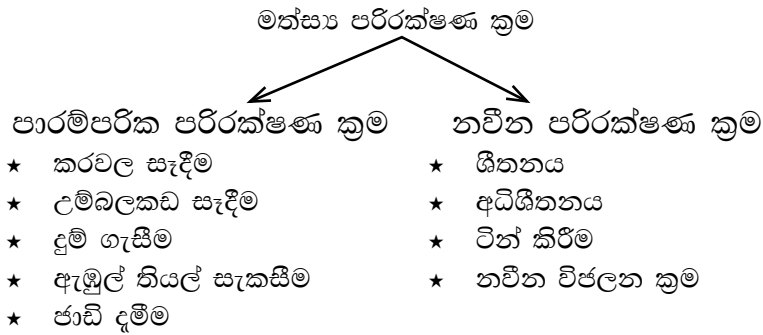 මත්ස්‍ය පරිරක්ෂණ ක්‍රම
පාරම්පරික පරිරක්ෂණ ක්‍රම
★ කරවල සෑදීම
★ උම්බලකඩ සෑදීම
★ දුම් ගැසීම
★ ඇඹුල් තියල් සැකසීම
★ ජාඩි දැමීම
නවීන පරිරක්ෂණ ක්‍රම
★ ශීතනය
★ අධිශීතනය
★ ටින් කිරීම
★ නවීන විජලන ක්‍රම